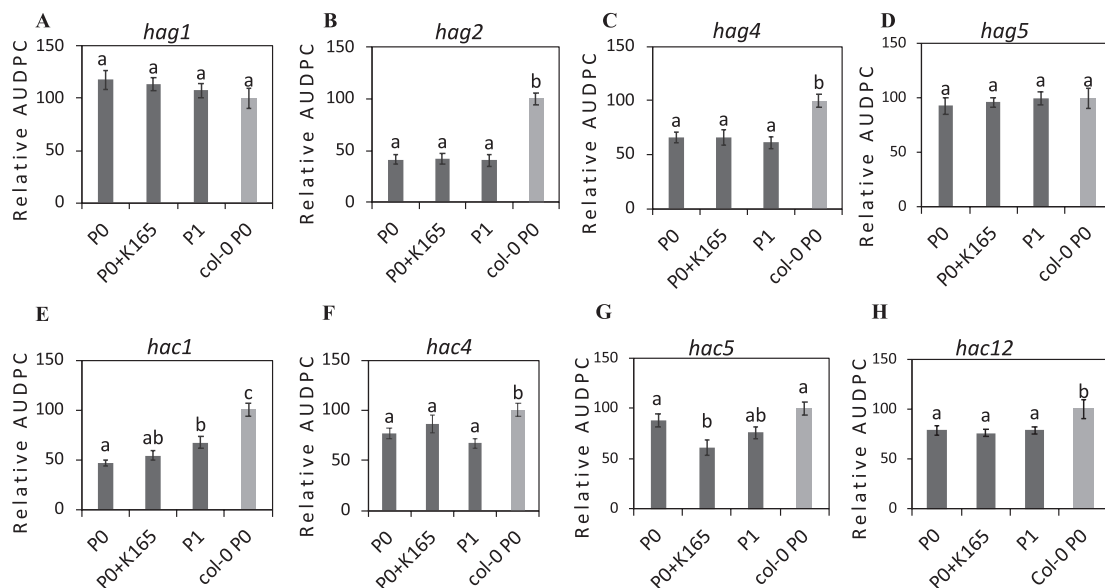 A
hag1
Relative AUDPC
150
100
50
0
a
a
a
a
P0
P0+K165
P1
col-0 P0
B
hag2
Relative AUDPC
150
100
50
0
a
a
a
b
P0
P0+K165
P1
col-0 P0
C
hag4
Relative AUDPC
150
100
50
0
a
a
a
b
P0
P0+K165
P1
col-0 P0
D
hag5
Relative AUDPC
150
100
50
0
a
a
a
a
P0
P0+K165
P1
col-0 P0
E
hac1
Relative AUDPC
150
100
50
0
a
ab
b
c
P0
P0+K165
P1
col-0 P0
F
hac4
Relative AUDPC
150
100
50
0
a
a
a
b
P0
P0+K165
P1
col-0 P0
G
hac5
Relative AUDPC
150
100
50
0
a
b
ab
a
P0
P0+K165
P1
col-0 P0
H
hac12
Relative AUDPC
150
100
50
0
a
a
a
b
P0
P0+K165
P1
Col-0 P0